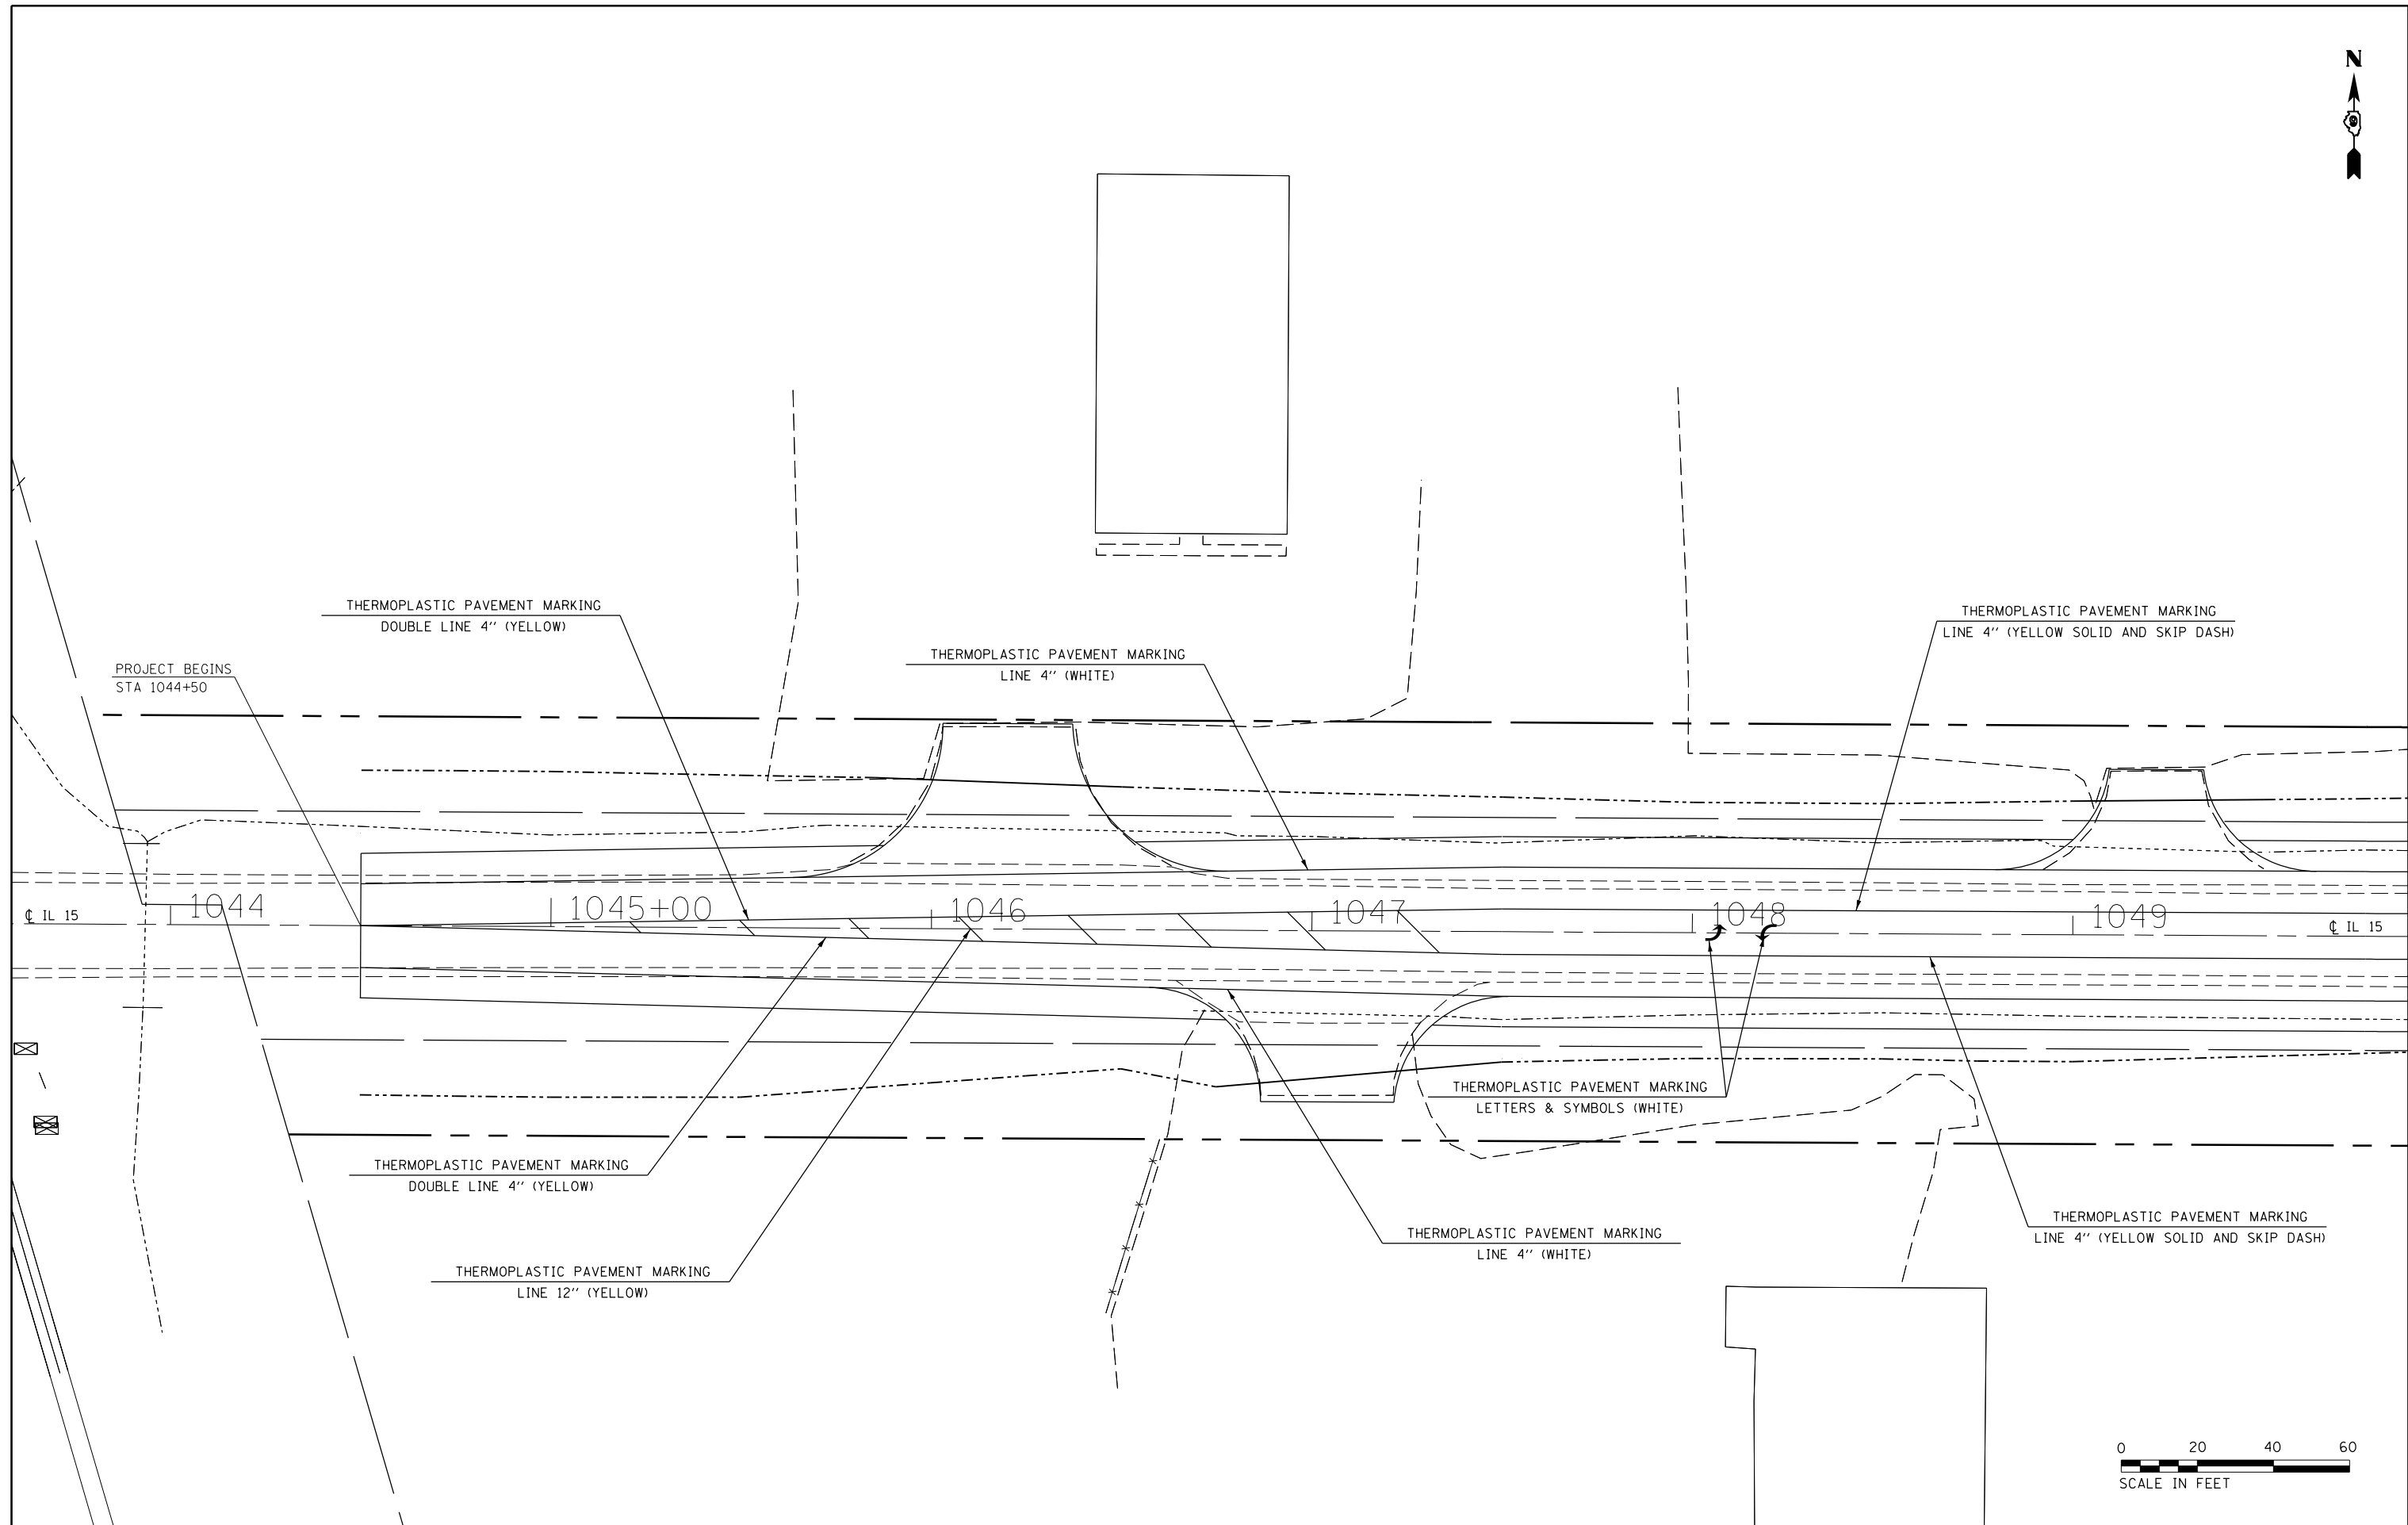 N
THERMOPLASTIC PAVEMENT MARKING
DOUBLE LINE 4'' (YELLOW)
THERMOPLASTIC PAVEMENT MARKING
LINE 4'' (YELLOW SOLID AND SKIP DASH)
THERMOPLASTIC PAVEMENT MARKING
LINE 4'' (WHITE)
PROJECT BEGINS
STA 1044+50
1044
1045+00
1046
1047
1048
1049
℄ IL 15
℄ IL 15
THERMOPLASTIC PAVEMENT MARKING
LETTERS & SYMBOLS (WHITE)
THERMOPLASTIC PAVEMENT MARKING
DOUBLE LINE 4'' (YELLOW)
THERMOPLASTIC PAVEMENT MARKING
LINE 4'' (YELLOW SOLID AND SKIP DASH)
THERMOPLASTIC PAVEMENT MARKING
LINE 4'' (WHITE)
THERMOPLASTIC PAVEMENT MARKING
LINE 12'' (YELLOW)
0 20 40 60
SCALE IN FEET